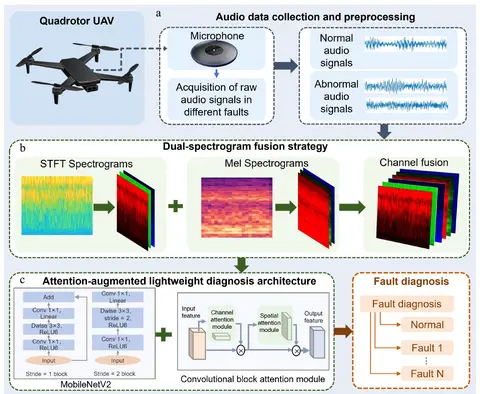 Quadrotor UAV
a
Audio data collection and preprocessing
Microphone
Acquisition of raw
audio signals in
different faults
Normal
audio
signals
Abnormal
audio
signals
b
Dual-spectrogram fusion strategy
STFT Spectrograms
Mel Spectrograms
Channel fusion
c
Attention-augmented lightweight diagnosis architecture
Add
Conv 1×1,
Linear
Dwise 3×3,
ReLU6
Conv 1×1,
ReLU6
Input
Stride = 1 block
Conv 1×1,
Linear
Dwise 3×3,
stride = 2,
ReLU6
Conv 1×1,
ReLU6
Input
Stride = 2 block
MobileNetV2
Input
feature
Channel
attention
module
Spatial
attention
module
Output
feature
Convolutional block attention module
Fault diagnosis
Fault diagnosis
Normal
Fault 1
⋮
Fault N